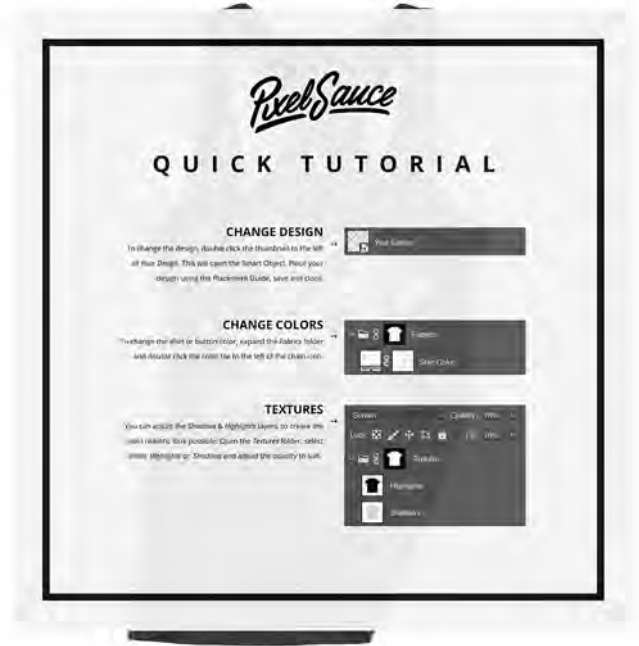 PixelSauce
QUICK TUTORIAL
CHANGE DESIGN
To change the design, double click the thumbnail to the left
of Your Design. This will open the Smart Object. Place your
design using the Placement Guide, save and close.
Your Design
CHANGE COLORS
To change the shirt or button color, expand the Fabrics folder
and double click the color tile to the left of the chain icon.
Fabrics
Shirt Color
TEXTURES
You can adjust the Shadows & Highlights layers, to create the
most realistic look possible. Open the Textures folder, select
either Highlights or Shadows and adjust the opacity to suit.
Screen Opacity:
Lock: Fill:
Textures
Highlights
Shadows